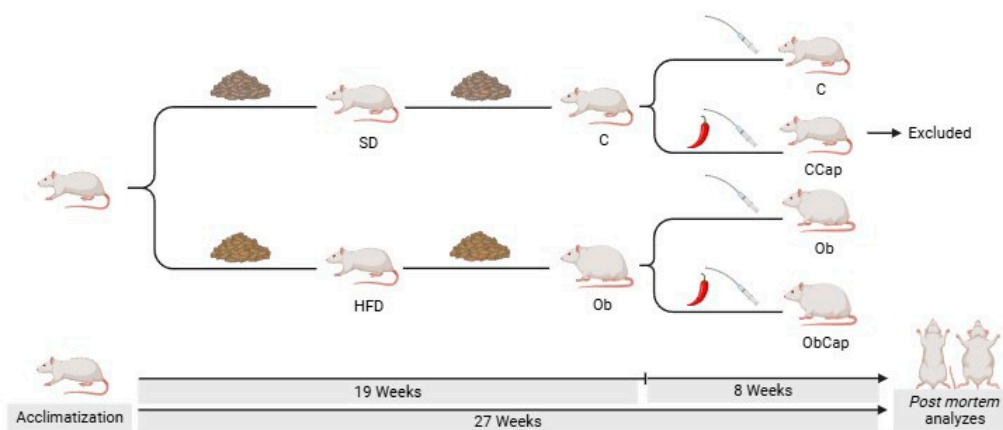 C
SD
C
CCap
Excluded
Ob
HFD
Ob
ObCap
19 Weeks
8 Weeks
Acclimatization
27 Weeks
Post mortem
analyzes